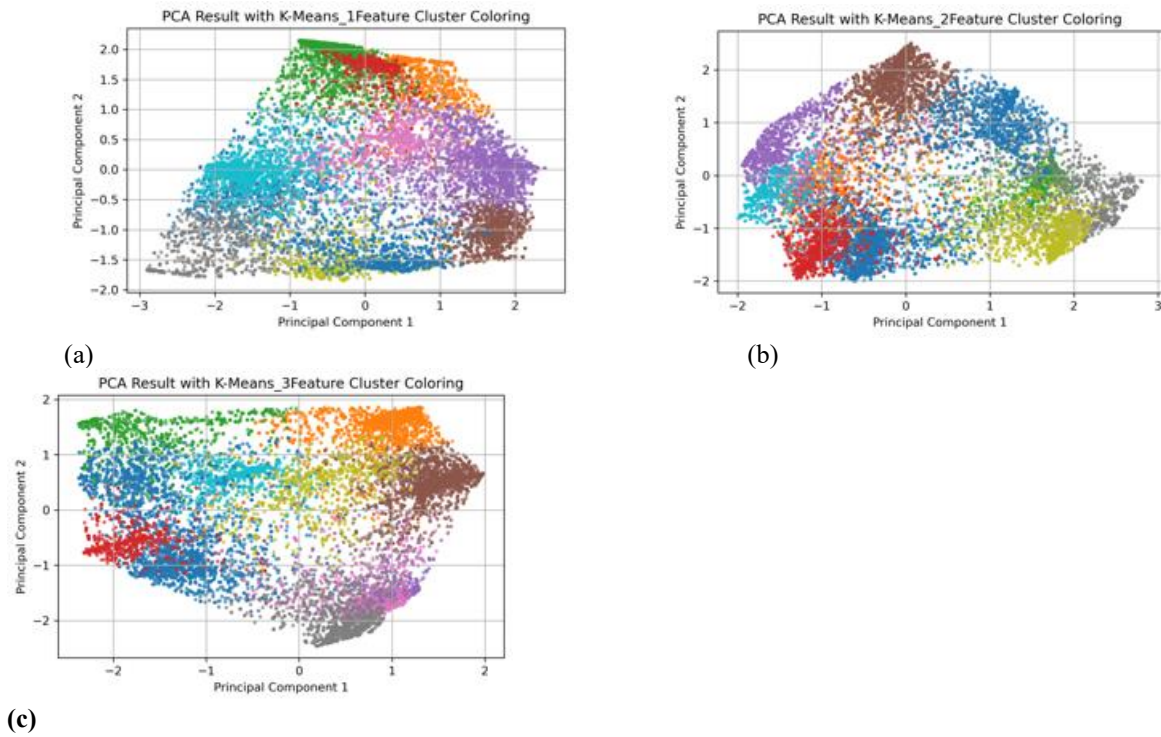 PCA Result with K-Means_1Feature Cluster Coloring
Principal Component 2
2.0
1.5
1.0
0.5
0.0
−0.5
−1.0
−1.5
−2.0
−3 −2 −1 0 1 2
Principal Component 1
(a)
PCA Result with K-Means_2Feature Cluster Coloring
Principal Component 2
2
1
0
−1
−2
−2 −1 0 1 2 3
Principal Component 1
(b)
PCA Result with K-Means_3Feature Cluster Coloring
Principal Component 2
2
1
0
−1
−2
−2 −1 0 1 2
Principal Component 1
(c)